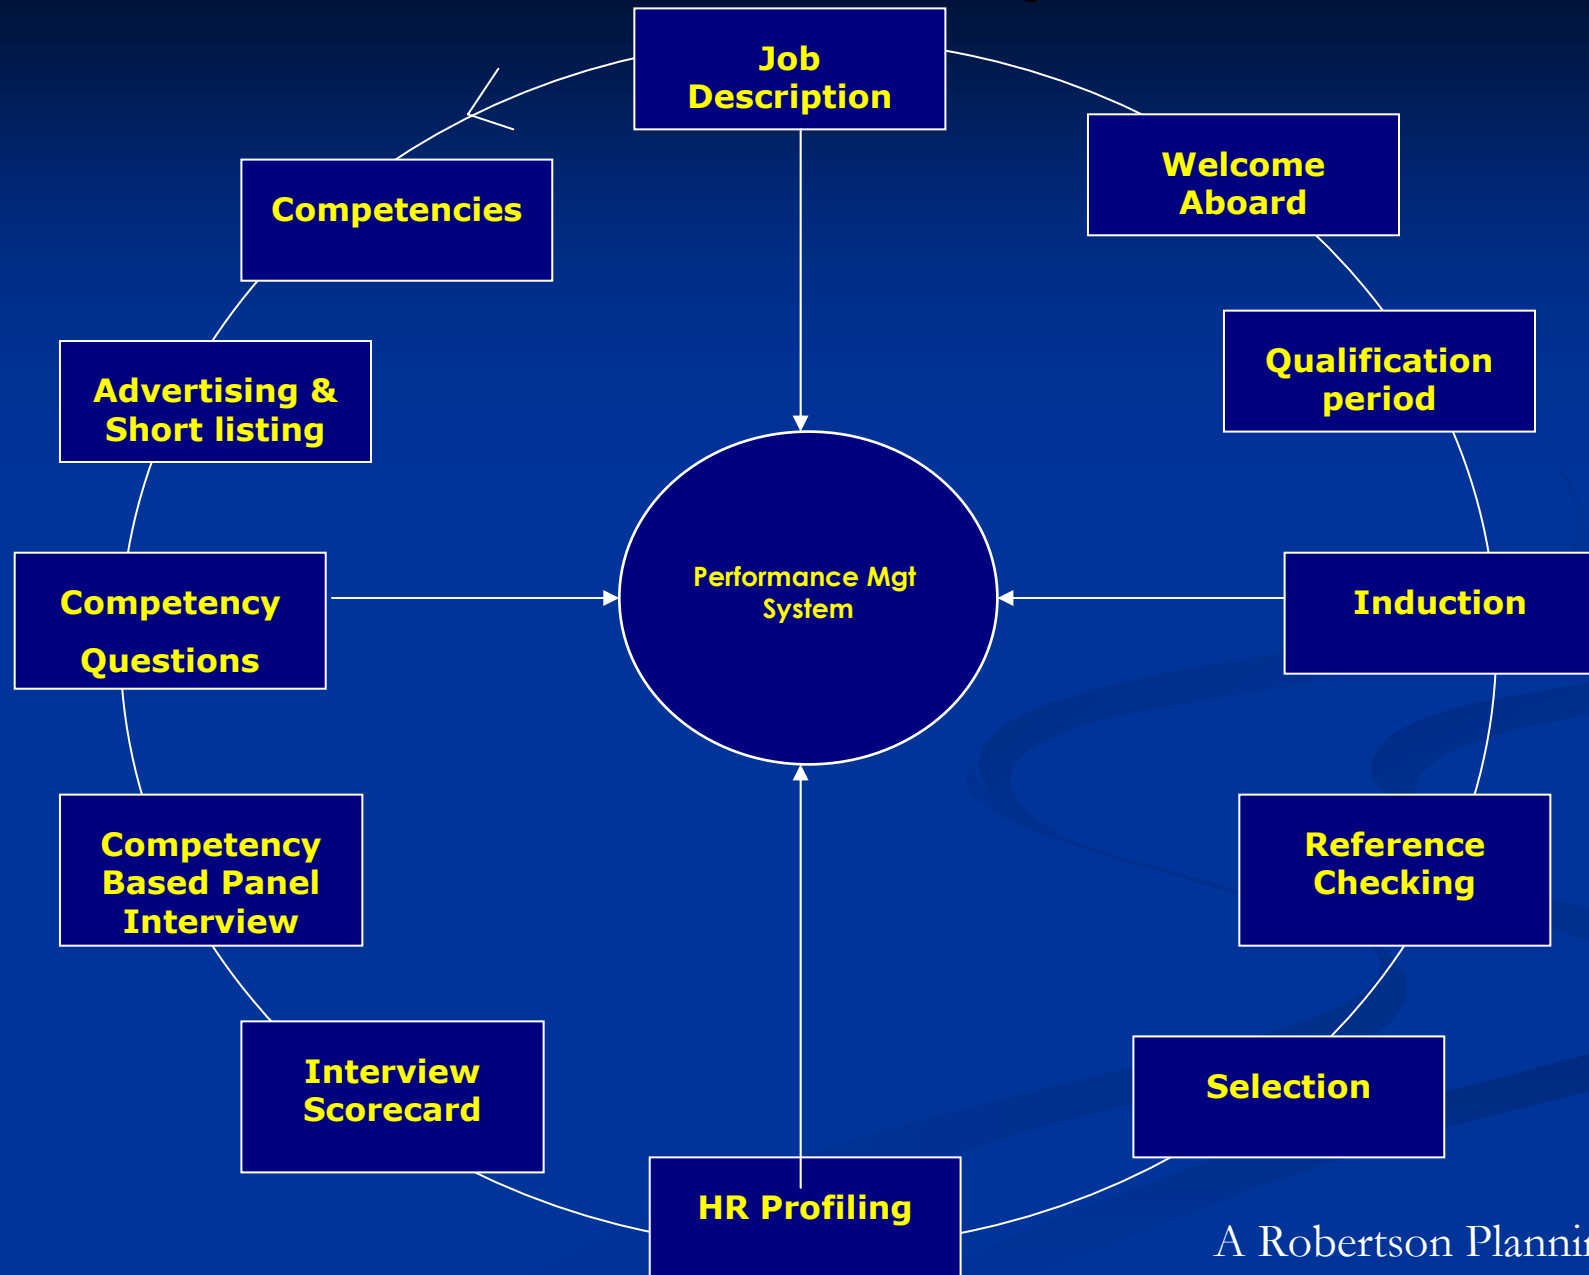 Job
Description
Welcome
Aboard
Competencies
Qualification
period
Advertising &
Short listing
Performance Mgt
System
Competency
Questions
Induction
Competency
Based Panel
Interview
Reference
Checking
Interview
Scorecard
Selection
HR Profiling
A Robertson